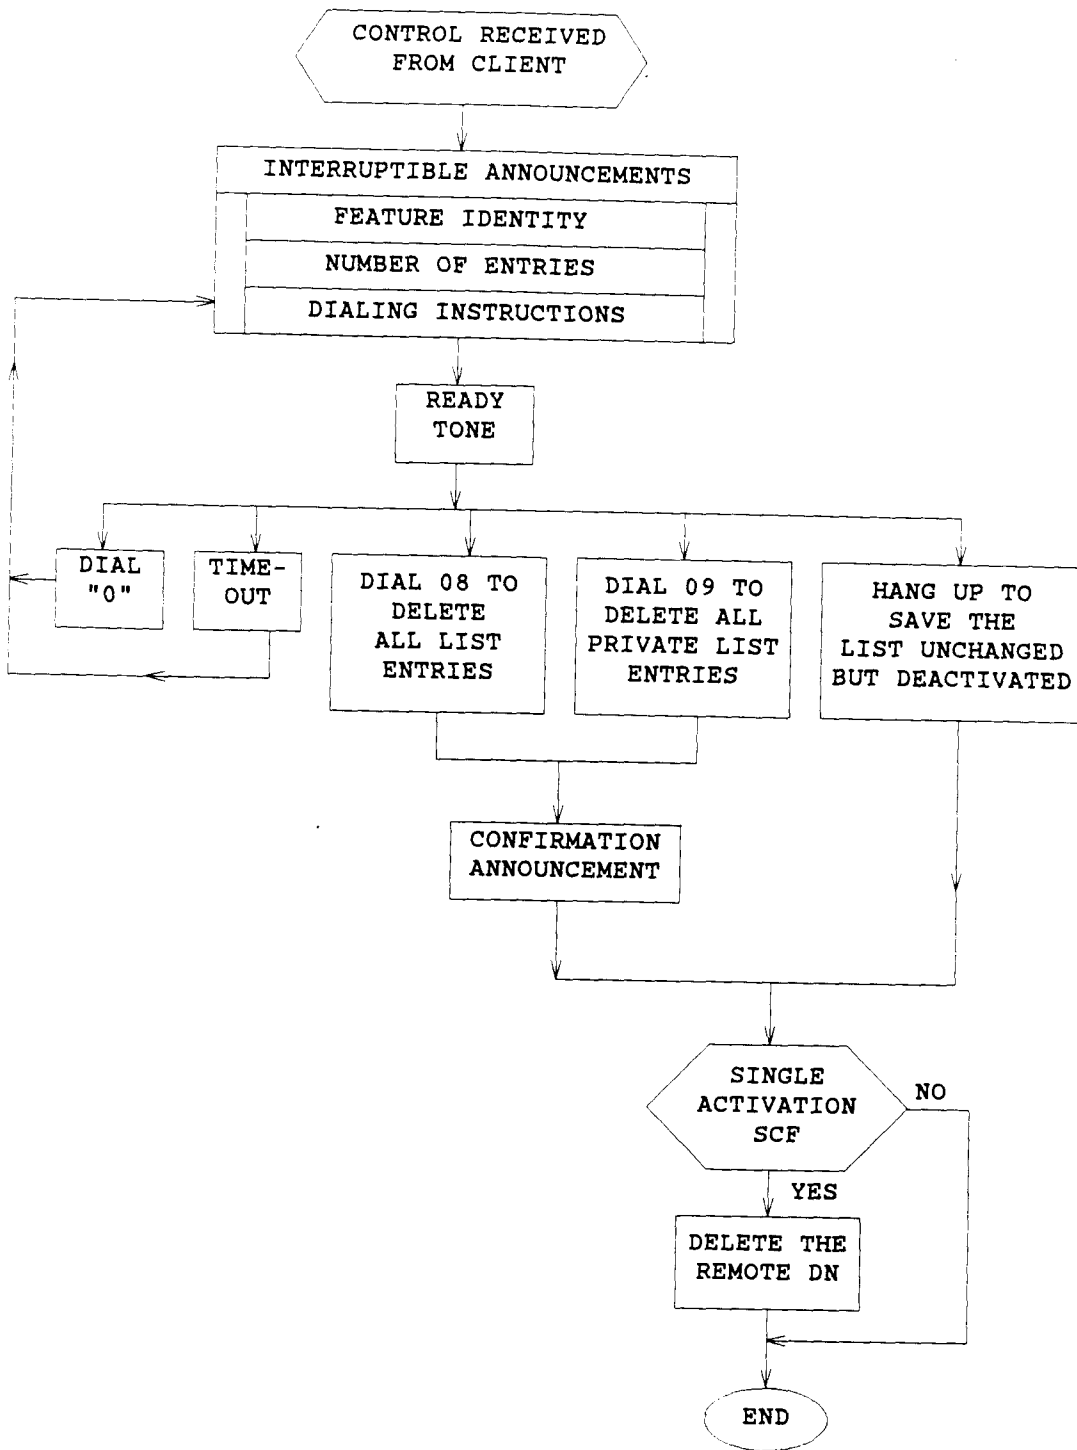 CONTROL RECEIVED
FROM CLIENT
INTERRUPTIBLE ANNOUNCEMENTS
FEATURE IDENTITY
NUMBER OF ENTRIES
DIALING INSTRUCTIONS
READY
TONE
DIAL
"0"
TIME-
OUT
DIAL 08 TO
DELETE
ALL LIST
ENTRIES
DIAL 09 TO
DELETE ALL
PRIVATE LIST
ENTRIES
HANG UP TO
SAVE THE
LIST UNCHANGED
BUT DEACTIVATED
CONFIRMATION
ANNOUNCEMENT
SINGLE
ACTIVATION
SCF
NO
YES
DELETE THE
REMOTE DN
END